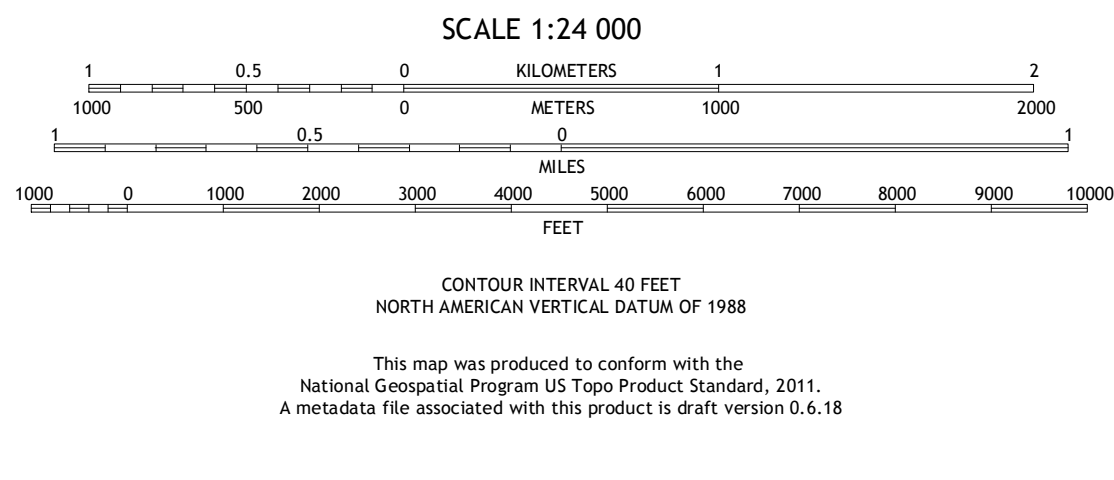 SCALE 1:24 000
1 0.5 0 KILOMETERS 1 2
1000 500 0 METERS 1000 2000
1 0.5 0 1
MILES
1000 0 1000 2000 3000 4000 5000 6000 7000 8000 9000 10000
FEET
CONTOUR INTERVAL 40 FEET
NORTH AMERICAN VERTICAL DATUM OF 1988
This map was produced to conform with the
National Geospatial Program US Topo Product Standard, 2011.
A metadata file associated with this product is draft version 0.6.18